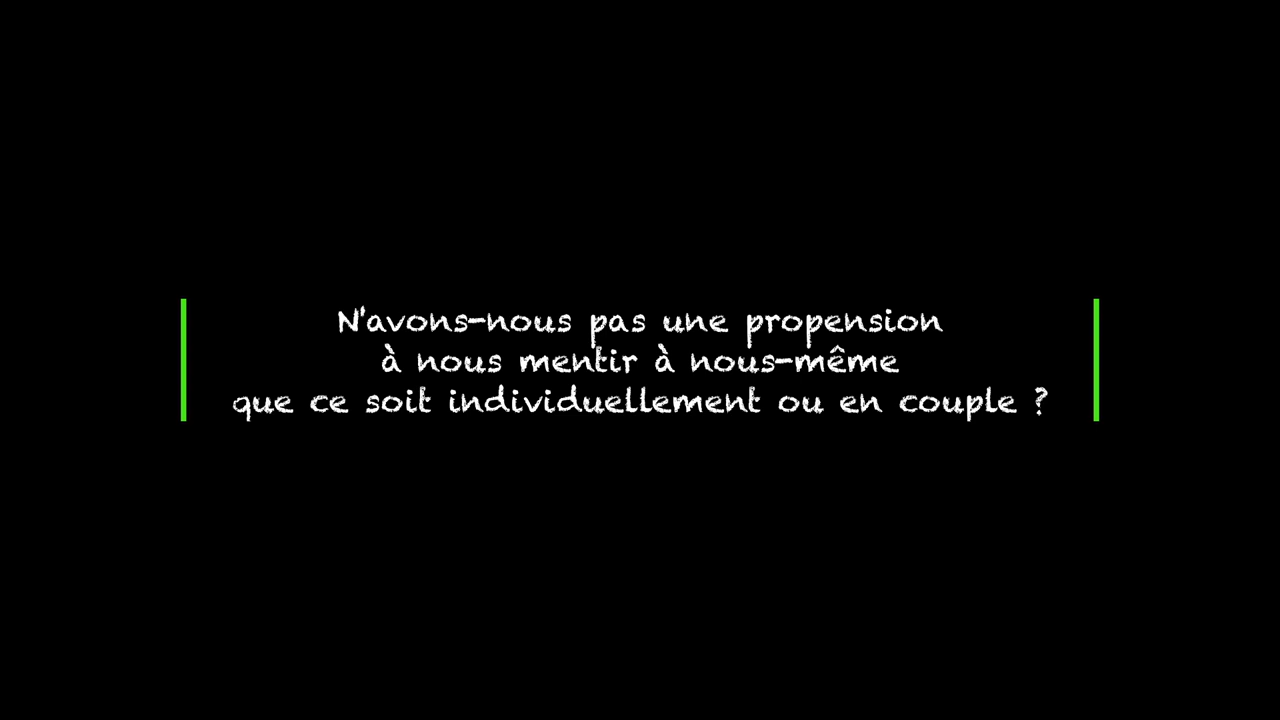 N'avons-nous pas une propension
à nous mentir à nous-même
que ce soit individuellement ou en couple ?